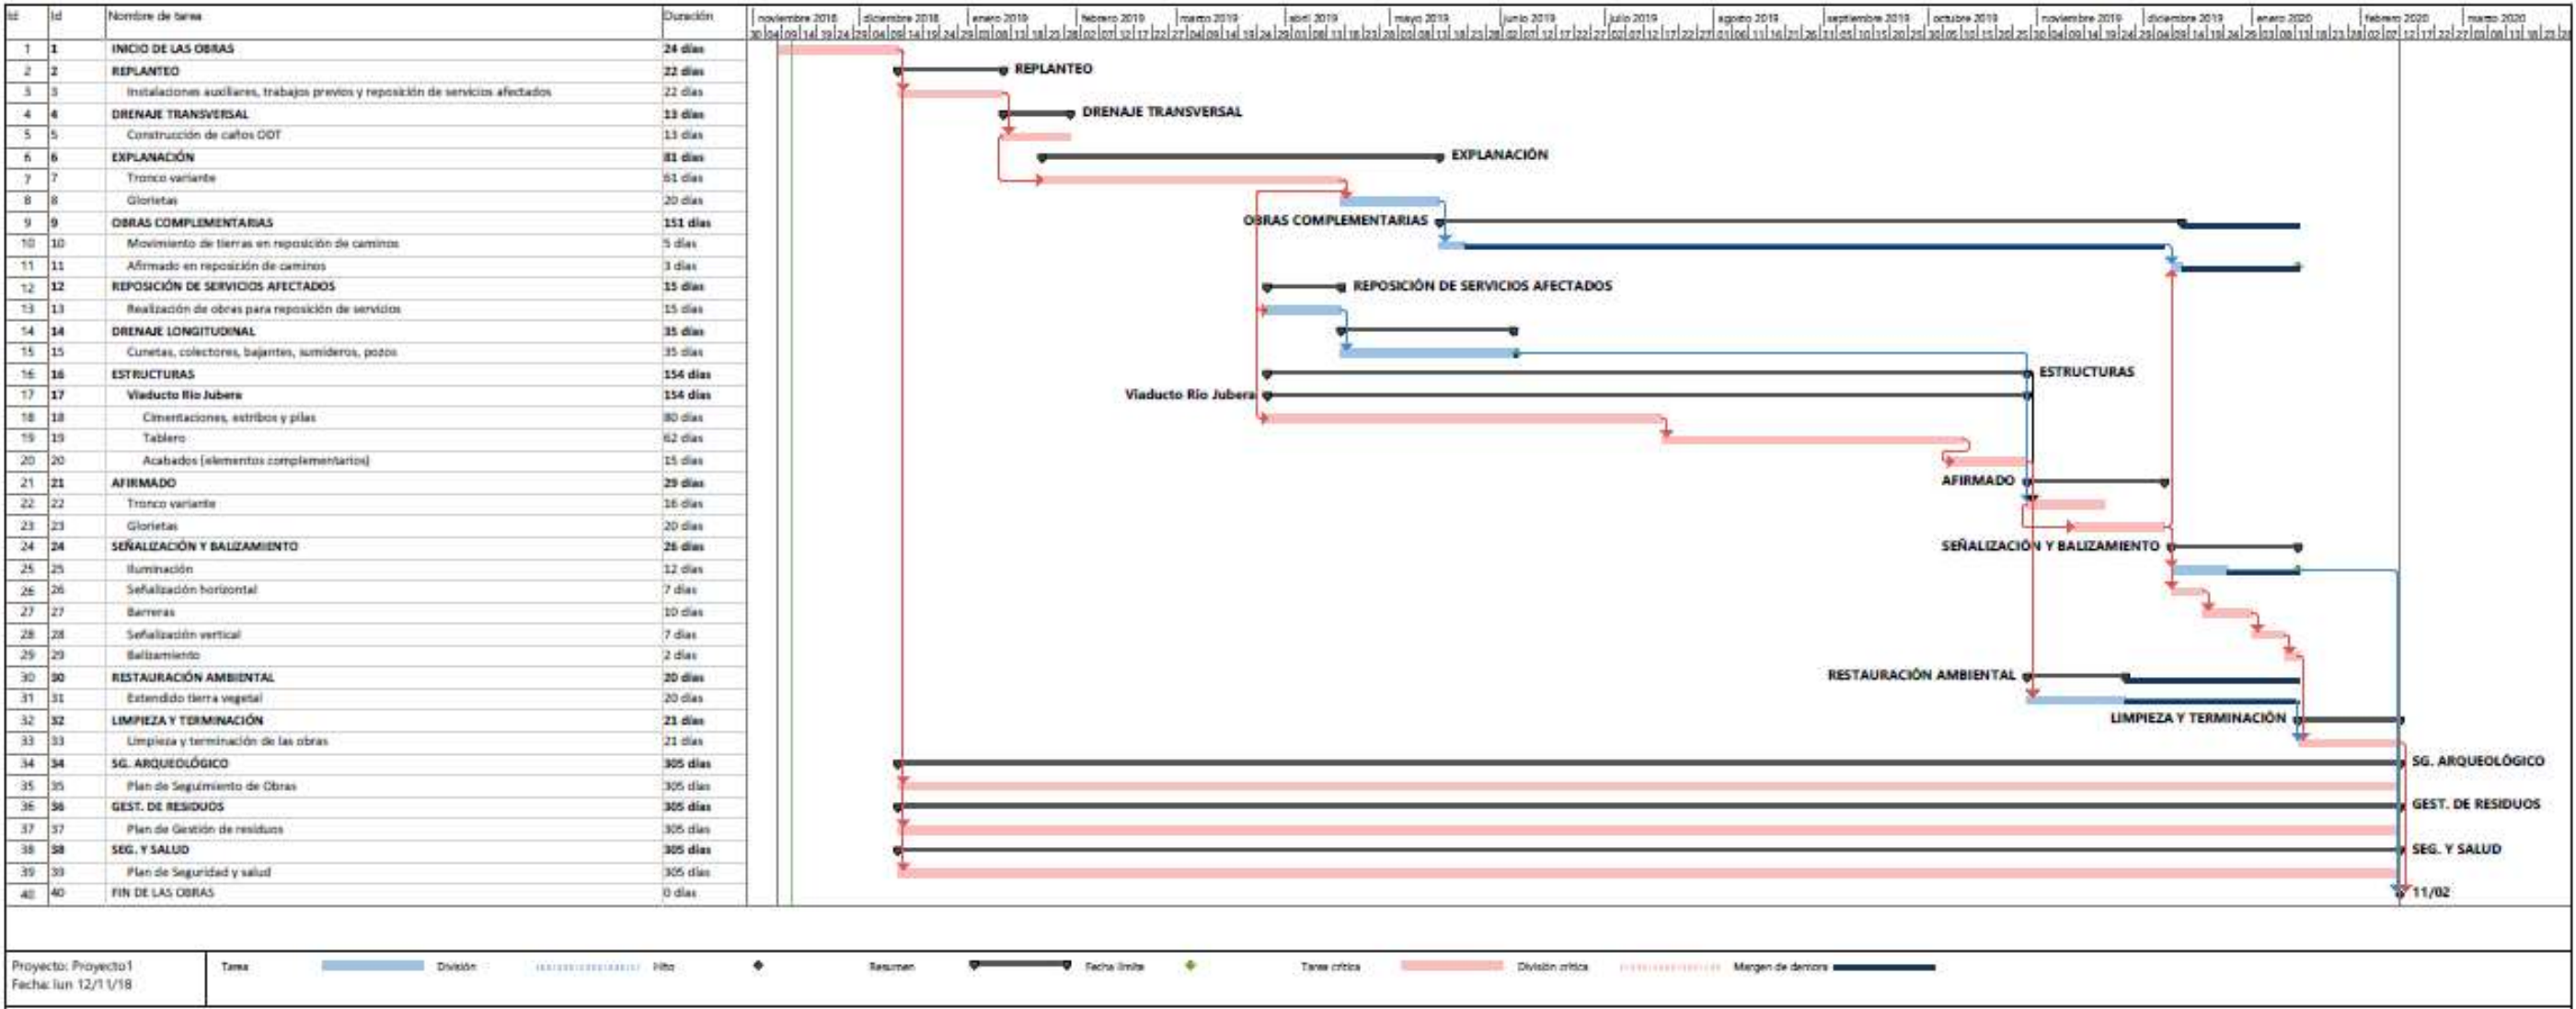 Id Id Nombre de tarea Duración noviembre 2018 diciembre 2018 enero 2019 febrero 2019 marzo 2019 abril 2019 mayo 2019 junio 2019 julio 2019 agosto 2019 septiembre 2019 octubre 2019 noviembre 2019 diciembre 2019 enero 2020 febrero 2020 marzo 2020
1 1 INICIO DE LAS OBRAS 24 días
2 2 REPLANTEO 22 días REPLANTEO
3 3 Instalaciones auxiliares, trabajos previos y reposición de servicios afectados 22 días
4 4 DRENAJE TRANSVERSAL 13 días DRENAJE TRANSVERSAL
5 5 Construcción de caños ODT 13 días
6 6 EXPLANACIÓN 81 días EXPLANACIÓN
7 7 Tronco variante 61 días
8 8 Glorietas 20 días
9 9 OBRAS COMPLEMENTARIAS 151 días OBRAS COMPLEMENTARIAS
10 10 Movimiento de tierras en reposición de caminos 5 días
11 11 Afirmado en reposición de caminos 3 días
12 12 REPOSICIÓN DE SERVICIOS AFECTADOS 15 días REPOSICIÓN DE SERVICIOS AFECTADOS
13 13 Realización de obras para reposición de servicios 15 días
14 14 DRENAJE LONGITUDINAL 35 días
15 15 Cunetas, colectores, bajantes, sumideros, pozos 35 días
16 16 ESTRUCTURAS 154 días ESTRUCTURAS
17 17 Viaducto Río Jubera 154 días Viaducto Río Jubera
18 18 Cimentaciones, estribos y pilas 80 días
19 19 Tablero 62 días
20 20 Acabados (elementos complementarios) 15 días
21 21 AFIRMADO 29 días AFIRMADO
22 22 Tronco variante 16 días
23 23 Glorietas 20 días
24 24 SEÑALIZACIÓN Y BALIZAMIENTO 26 días SEÑALIZACIÓN Y BALIZAMIENTO
25 25 Iluminación 12 días
26 26 Señalización horizontal 7 días
27 27 Barreras 10 días
28 28 Señalización vertical 7 días
29 29 Balizamiento 2 días
30 30 RESTAURACIÓN AMBIENTAL 20 días RESTAURACIÓN AMBIENTAL
31 31 Extendido tierra vegetal 20 días
32 32 LIMPIEZA Y TERMINACIÓN 21 días LIMPIEZA Y TERMINACIÓN
33 33 Limpieza y terminación de las obras 21 días
34 34 SG. ARQUEOLÓGICO 305 días SG. ARQUEOLÓGICO
35 35 Plan de Seguimiento de Obras 305 días
36 36 GEST. DE RESIDUOS 305 días GEST. DE RESIDUOS
37 37 Plan de Gestión de residuos 305 días
38 38 SEG. Y SALUD 305 días SEG. Y SALUD
39 39 Plan de Seguridad y salud 305 días
40 40 FIN DE LAS OBRAS 0 días 11/02
Proyecto: Proyecto1
Fecha: lun 12/11/18
Tarea División Hito Resumen Fecha límite Tarea crítica División crítica Margen de demora